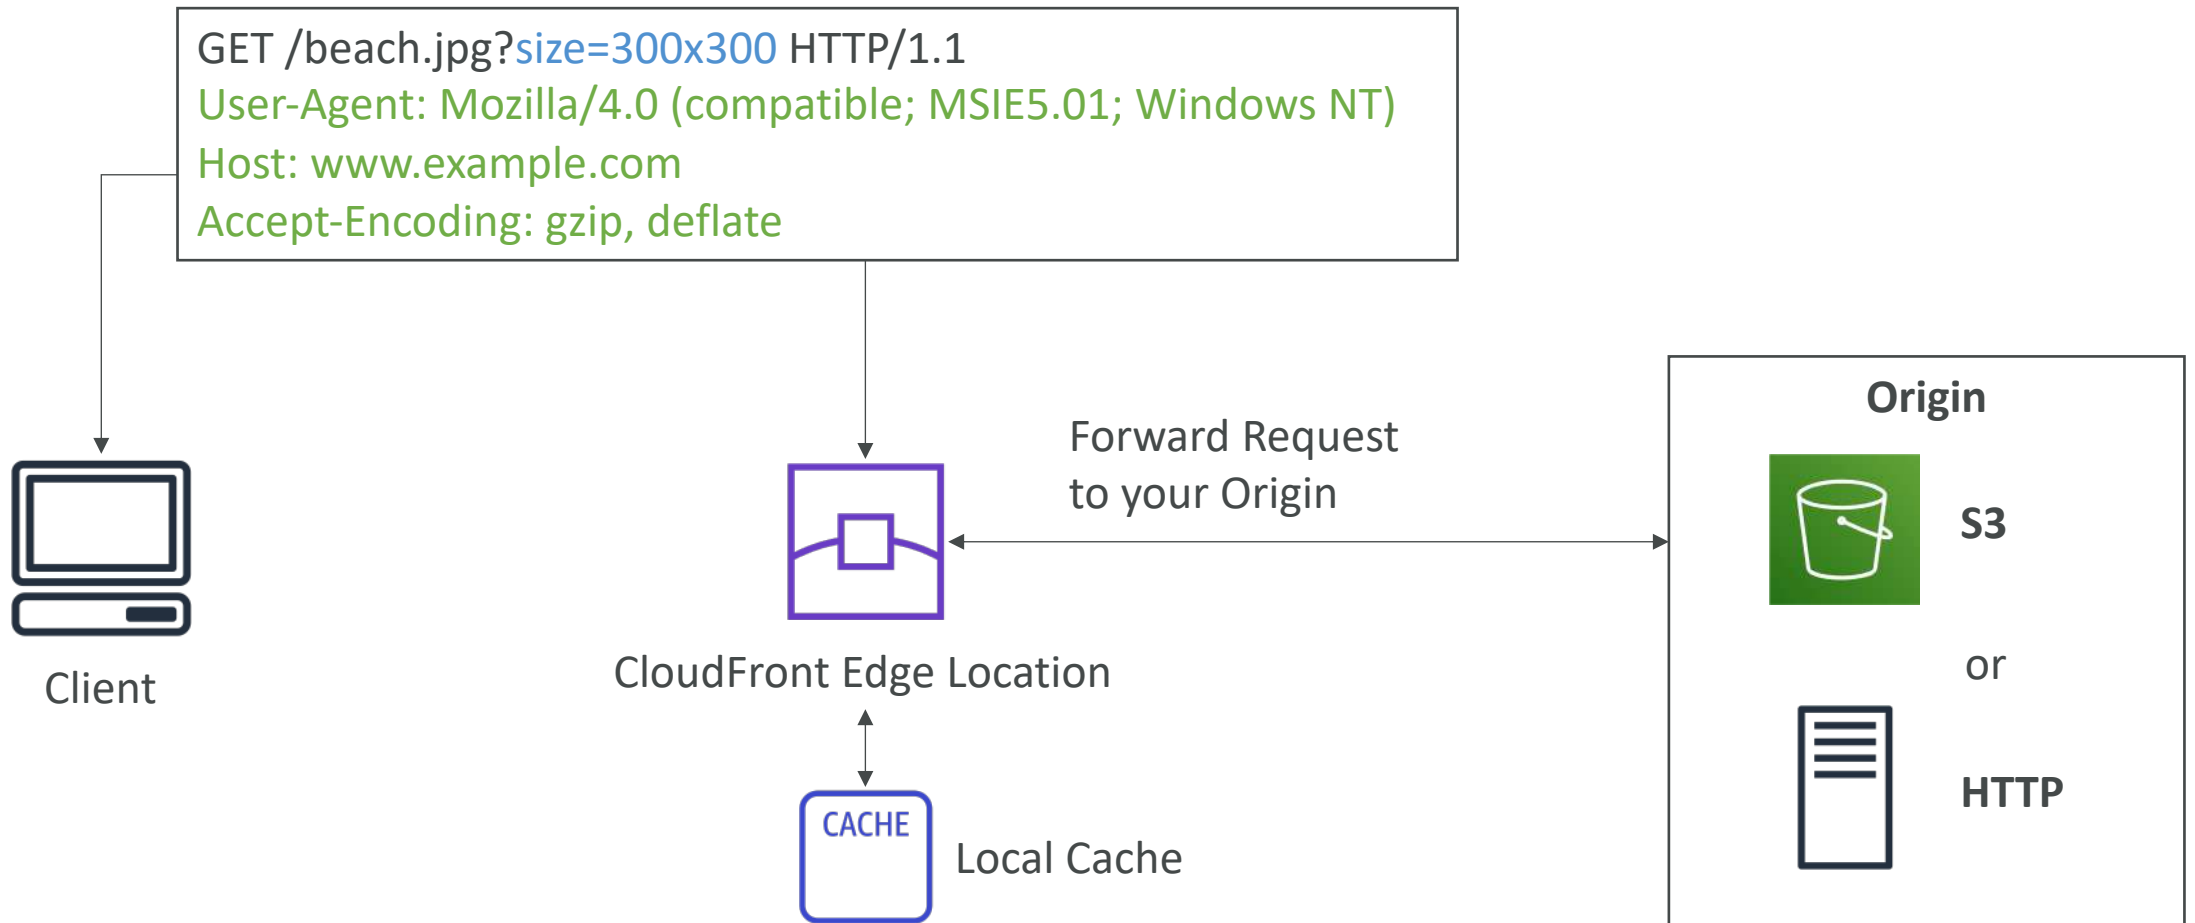 GET /beach.jpg?size=300x300 HTTP/1.1
User-Agent: Mozilla/4.0 (compatible; MSIE5.01; Windows NT)
Host: www.example.com
Accept-Encoding: gzip, deflate
Client
CloudFront Edge Location
CACHE
Local Cache
Forward Request
to your Origin
Origin
S3
or
HTTP